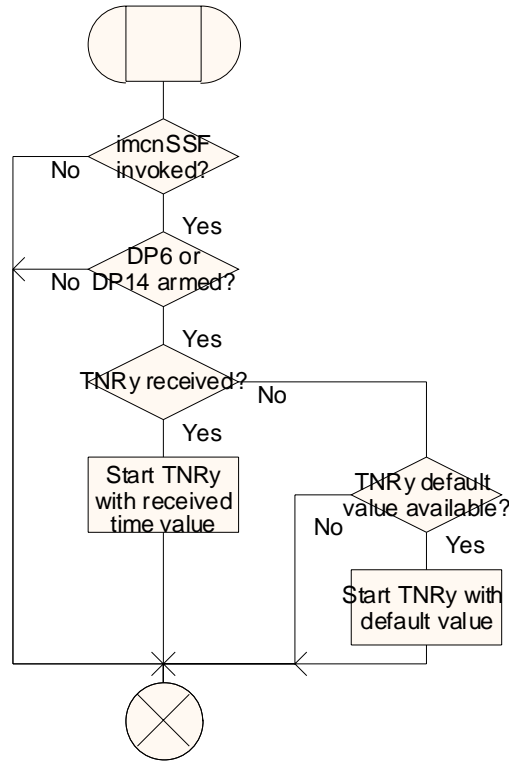 imcnSSF
invoked?
No
Yes
DP6 or
DP14 armed?
No
Yes
TNRy received?
No
Yes
Start TNRy
with received
time value
TNRy default
value available?
No
Yes
Start TNRy with
default value